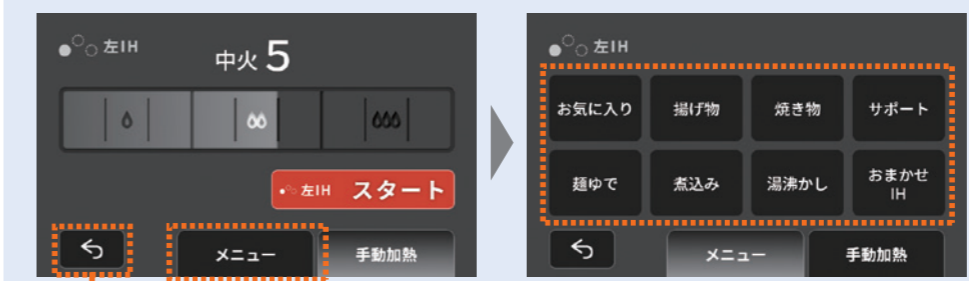 左IH
中火 5
左IH スタート
メニュー
手動加熱
左IH
お気に入り
揚げ物
焼き物
サポート
麺ゆで
煮込み
湯沸かし
おまかせ
IH
メニュー
手動加熱